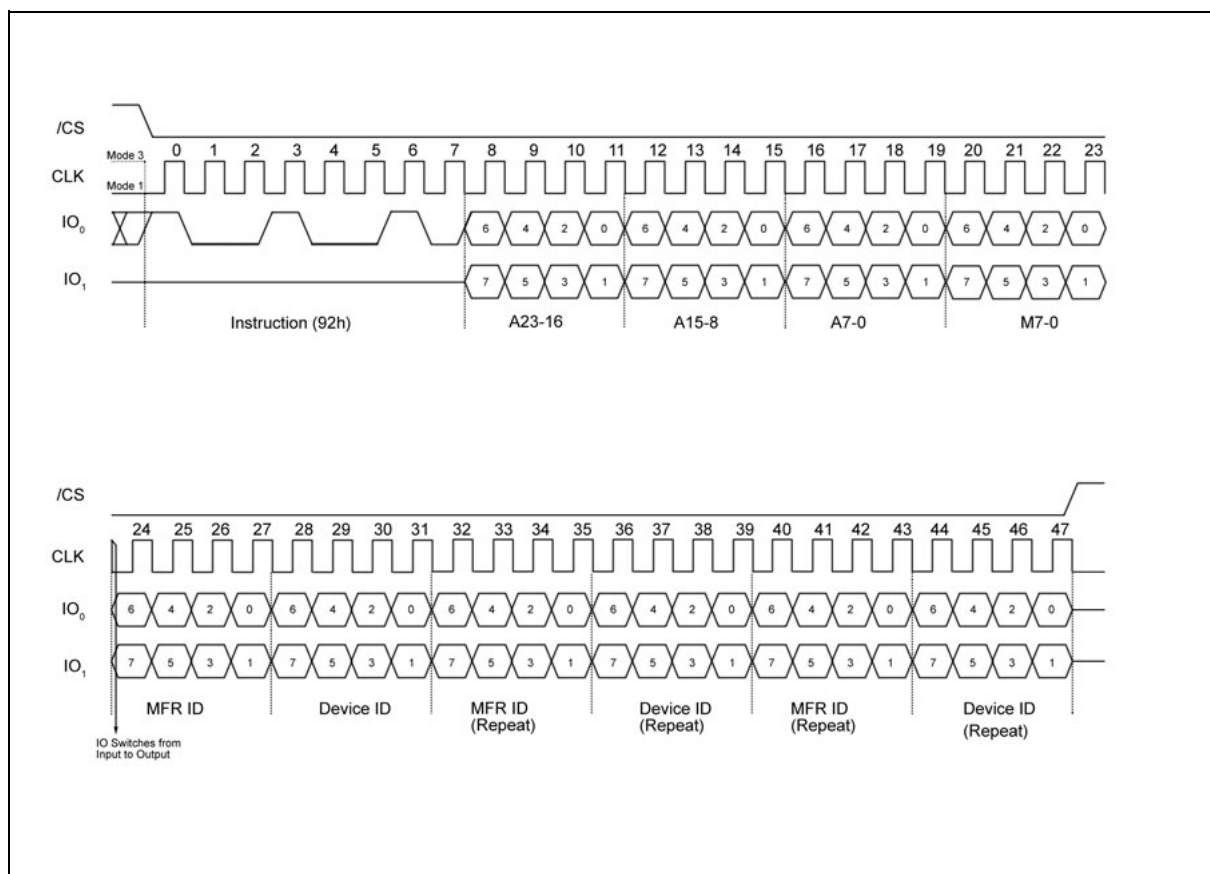 /CS
Mode 3
0 1 2 3 4 5 6 7 8 9 10 11 12 13 14 15 16 17 18 19 20 21 22 23
CLK
Mode 1
IO0 6 4 2 0 6 4 2 0 6 4 2 0 6 4 2 0
IO1 7 5 3 1 7 5 3 1 7 5 3 1 7 5 3 1
Instruction (92h) A23-16 A15-8 A7-0 M7-0
/CS
24 25 26 27 28 29 30 31 32 33 34 35 36 37 38 39 40 41 42 43 44 45 46 47
CLK
IO0 6 4 2 0 6 4 2 0 6 4 2 0 6 4 2 0 6 4 2 0 6 4 2 0
IO1 7 5 3 1 7 5 3 1 7 5 3 1 7 5 3 1 7 5 3 1 7 5 3 1
MFR ID Device ID MFR ID Device ID MFR ID Device ID
(Repeat) (Repeat) (Repeat) (Repeat)
IO Switches from
Input to Output